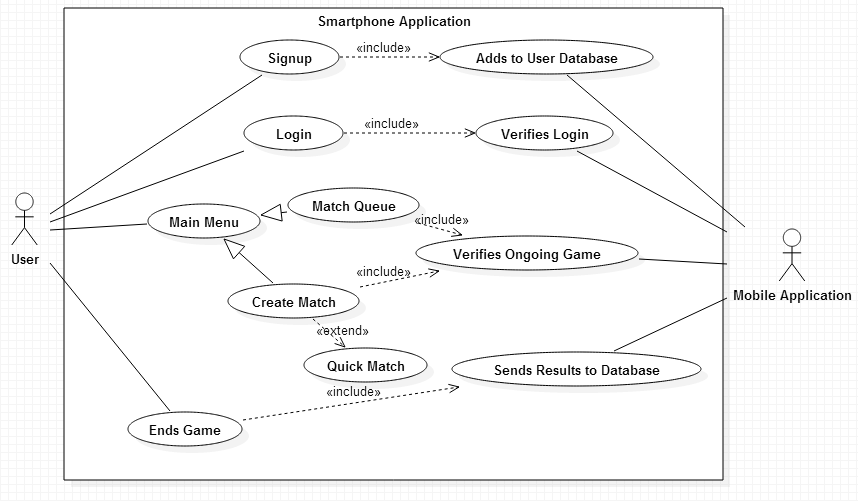 Smartphone Application
Signup
«include»
Adds to User Database
Login
«include»
Verifies Login
User
Main Menu
Match Queue
«include»
Verifies Ongoing Game
Mobile Application
Create Match
«include»
«extend»
Quick Match
Sends Results to Database
«include»
Ends Game